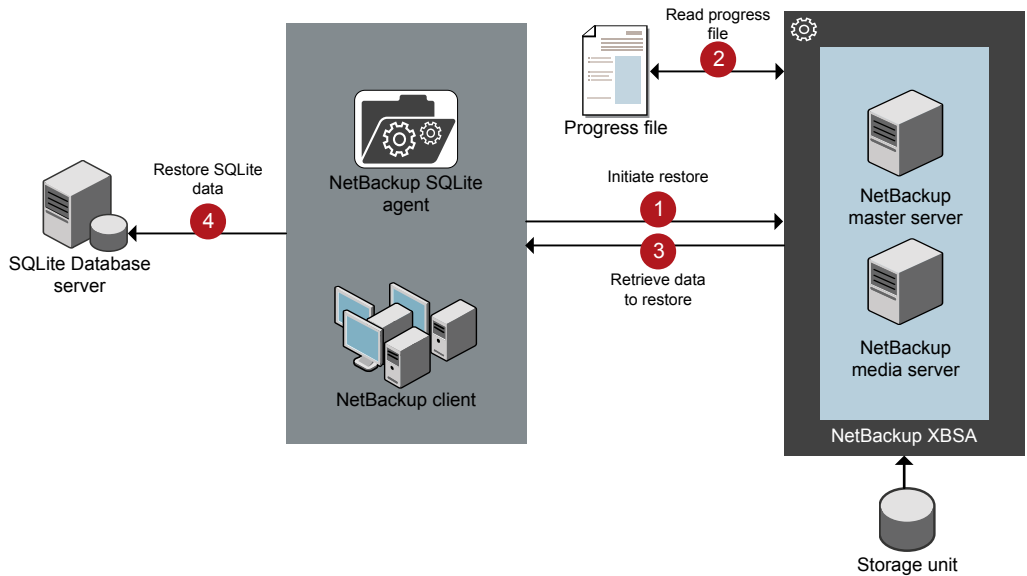 Read progress
file
2
Progress file
NetBackup SQLite
agent
Restore SQLite
data
4
SQLite Database
server
Initiate restore
1
3
Retrieve data
to restore
NetBackup client
NetBackup
master server
NetBackup
media server
NetBackup XBSA
Storage unit